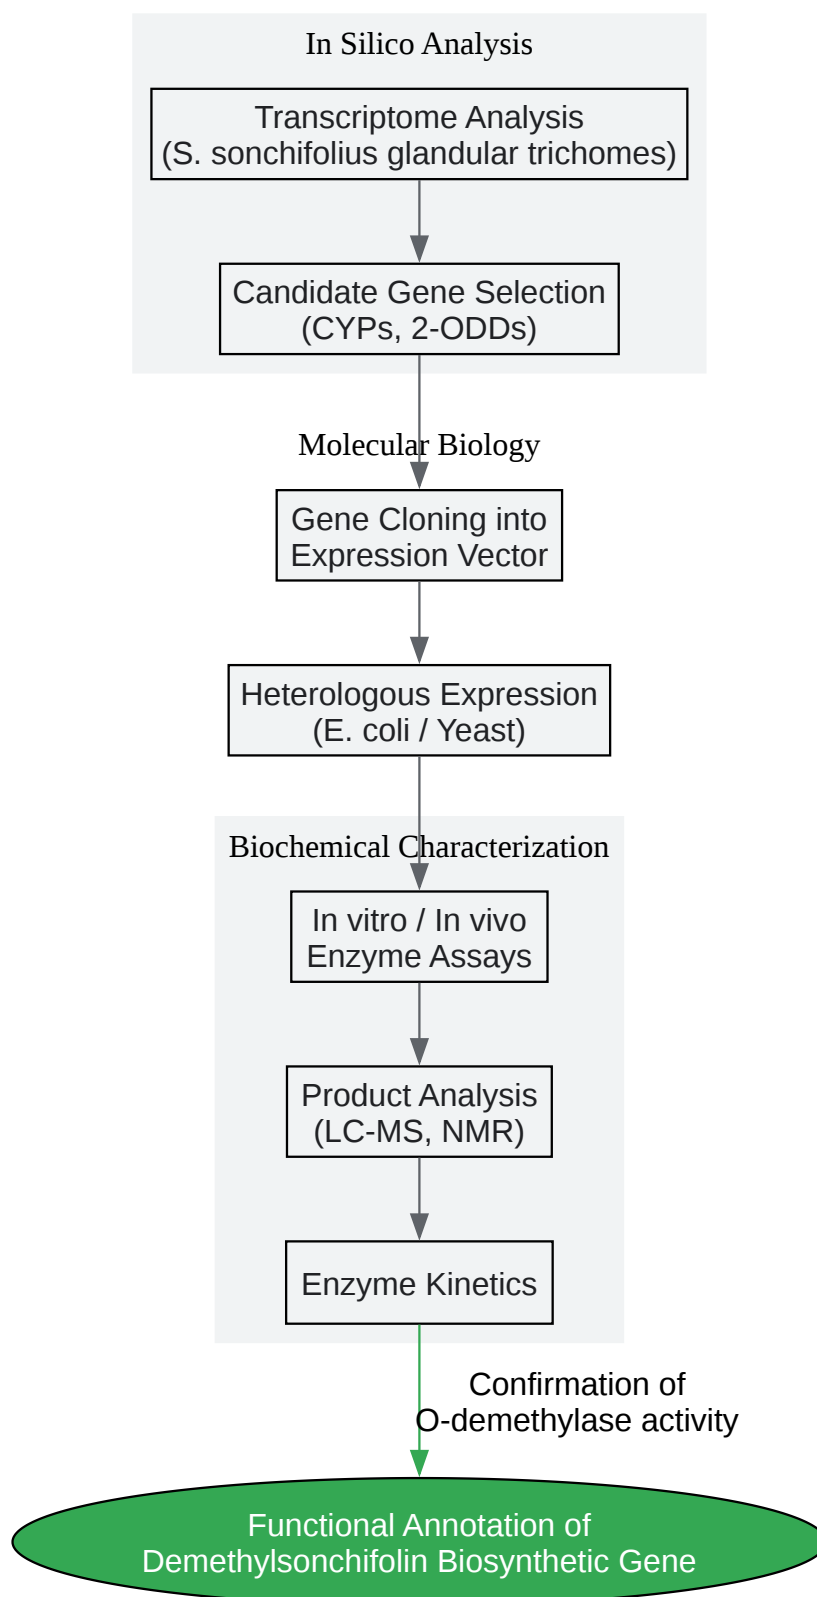 In Silico Analysis
Transcriptome Analysis
(S. sonchifolius glandular trichomes)
Candidate Gene Selection
(CYPs, 2-ODDs)
Molecular Biology
Gene Cloning into
Expression Vector
Heterologous Expression
(E. coli / Yeast)
Biochemical Characterization
In vitro / In vivo
Enzyme Assays
Product Analysis
(LC-MS, NMR)
Enzyme Kinetics
Confirmation of
O-demethylase activity
Functional Annotation of
Demethylsonchifolin Biosynthetic Gene